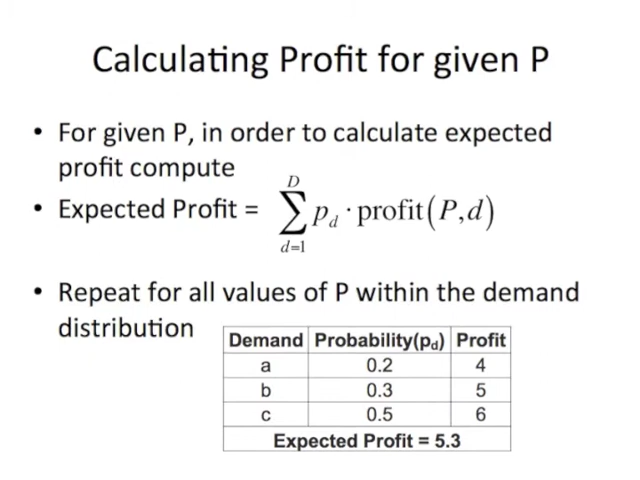 Calculating Profit for given P
• For given P, in order to calculate expected
profit compute
• Expected Profit = \sum_{d=1}^{D} p_d · profit(P,d)
• Repeat for all values of P within the demand
distribution
Demand Probability(p_d) Profit
a 0.2 4
b 0.3 5
c 0.5 6
Expected Profit = 5.3